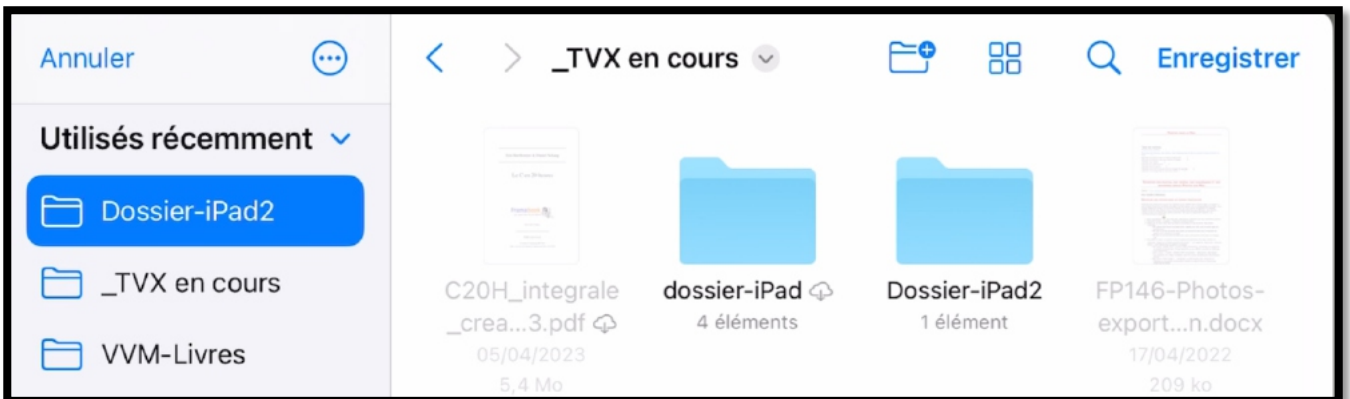 Annuler
_TVX en cours
Enregistrer
Utilisés récemment
Dossier-iPad2
_TVX en cours
VVM-Livres
C20H_integrale
_crea...3.pdf
05/04/2023
5,4 Mo
dossier-iPad
4 éléments
Dossier-iPad2
1 élément
FP146-Photos-
export...n.docx
17/04/2022
209 ko